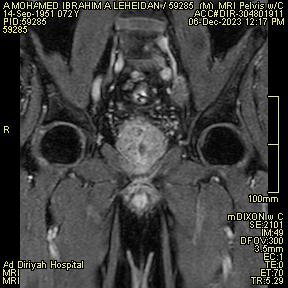 A MOHAMED IBRAHIM A LEHEIDAN / 59285 (M) MRI Pelvis w/C
14-Sep-1951 072Y ACC#DIR-304801911
PID:59285 06-Dec-2023 12:17 PM
59285
R
100mm
mDIXON w C
SE:2101
IM:49
DFOV:300
3.5mm
EC:1
Ad Diriyah Hospital TE:0
MRI ET:70
MRI TR:5.29